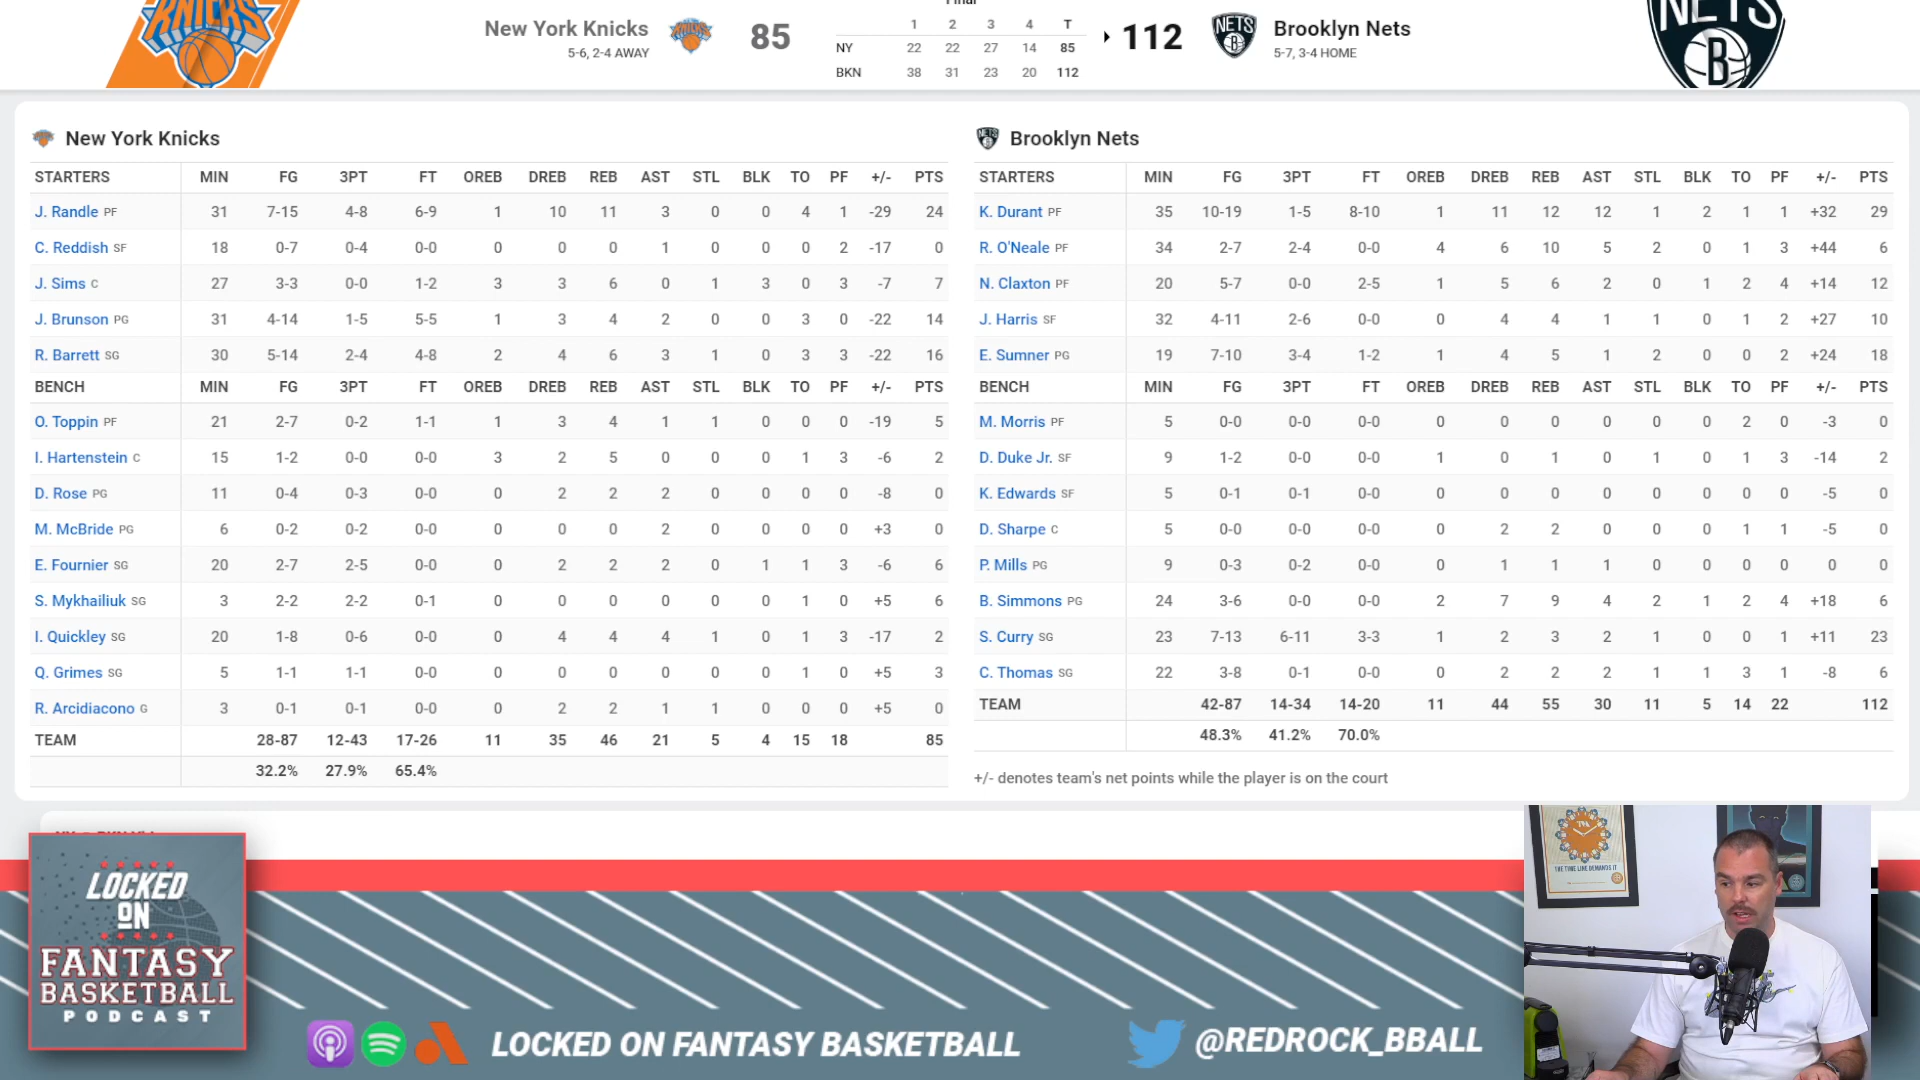 KNICKS
New York Knicks
5-6, 2-4 AWAY
85
Final
1 2 3 4 T
NY 22 22 27 14 85
BKN 38 31 23 20 112
112
NETS
B
Brooklyn Nets
5-7, 3-4 HOME
NETS
B
New York Knicks
STARTERS MIN FG 3PT FT OREB DREB REB AST STL BLK TO PF +/- PTS
J. Randle PF 31 7-15 4-8 6-9 1 10 11 3 0 0 4 1 -29 24
C. Reddish SF 18 0-7 0-4 0-0 0 0 0 1 0 0 0 2 -17 0
J. Sims C 27 3-3 0-0 1-2 3 3 6 0 1 3 0 3 -7 7
J. Brunson PG 31 4-14 1-5 5-5 1 3 4 2 0 0 3 0 -22 14
R. Barrett SG 30 5-14 2-4 4-8 2 4 6 3 1 0 3 3 -22 16
BENCH MIN FG 3PT FT OREB DREB REB AST STL BLK TO PF +/- PTS
O. Toppin PF 21 2-7 0-2 1-1 1 3 4 1 1 0 0 0 -19 5
I. Hartenstein C 15 1-2 0-0 0-0 3 2 5 0 0 0 1 3 -6 2
D. Rose PG 11 0-4 0-3 0-0 0 2 2 2 0 0 0 0 -8 0
M. McBride PG 6 0-2 0-2 0-0 0 0 0 2 0 0 0 0 +3 0
E. Fournier SG 20 2-7 2-5 0-0 0 2 2 2 0 1 1 3 -6 6
S. Mykhailiuk SG 3 2-2 2-2 0-1 0 0 0 0 0 0 1 0 +5 6
I. Quickley SG 20 1-8 0-6 0-0 0 4 4 4 1 0 1 3 -17 2
Q. Grimes SG 5 1-1 1-1 0-0 0 0 0 0 0 0 1 0 +5 3
R. Arcidiacono G 3 0-1 0-1 0-0 0 2 2 1 1 0 0 0 +5 0
TEAM 28-87 12-43 17-26 11 35 46 21 5 4 15 18 85
32.2% 27.9% 65.4%
NETS
B
Brooklyn Nets
STARTERS MIN FG 3PT FT OREB DREB REB AST STL BLK TO PF +/- PTS
K. Durant PF 35 10-19 1-5 8-10 1 11 12 12 1 2 1 1 +32 29
R. O'Neale PF 34 2-7 2-4 0-0 4 6 10 5 2 0 1 3 +44 6
N. Claxton PF 20 5-7 0-0 2-5 1 5 6 2 0 1 2 4 +14 12
J. Harris SF 32 4-11 2-6 0-0 0 4 4 1 1 0 1 2 +27 10
E. Sumner PG 19 7-10 3-4 1-2 1 4 5 1 2 0 0 2 +24 18
BENCH MIN FG 3PT FT OREB DREB REB AST STL BLK TO PF +/- PTS
M. Morris PF 5 0-0 0-0 0-0 0 0 0 0 0 0 2 0 -3 0
D. Duke Jr. SF 9 1-2 0-0 0-0 1 0 1 0 1 0 1 3 -14 2
K. Edwards SF 5 0-1 0-1 0-0 0 0 0 0 0 0 0 0 -5 0
D. Sharpe C 5 0-0 0-0 0-0 0 2 2 0 0 0 1 1 -5 0
P. Mills PG 9 0-3 0-2 0-0 0 1 1 1 0 0 0 0 0 0
B. Simmons PG 24 3-6 0-0 0-0 2 7 9 4 2 1 2 4 +18 6
S. Curry SG 23 7-13 6-11 3-3 1 2 3 2 1 0 0 1 +11 23
C. Thomas SG 22 3-8 0-1 0-0 0 2 2 2 1 1 3 1 -8 6
TEAM 42-87 14-34 14-20 11 44 55 30 11 5 14 22 112
48.3% 41.2% 70.0%
+/- denotes team's net points while the player is on the court
LOCKED
ON
FANTASY
BASKETBALL
PODCAST
LOCKED ON FANTASY BASKETBALL
@REDROCK_BBALL
THE TIME LINE DEMANDS IT